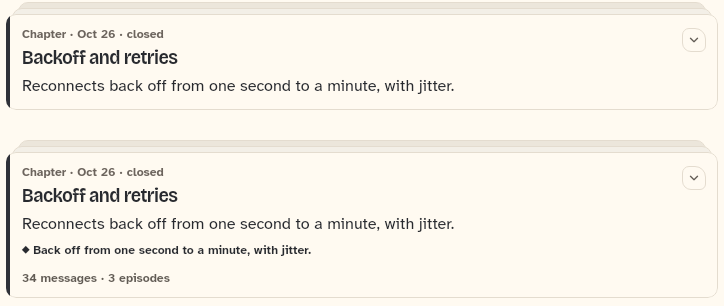 Chapter · Oct 26 · closed
Backoff and retries
Reconnects back off from one second to a minute, with jitter.
Chapter · Oct 26 · closed
Backoff and retries
Reconnects back off from one second to a minute, with jitter.
◆ Back off from one second to a minute, with jitter.
34 messages · 3 episodes